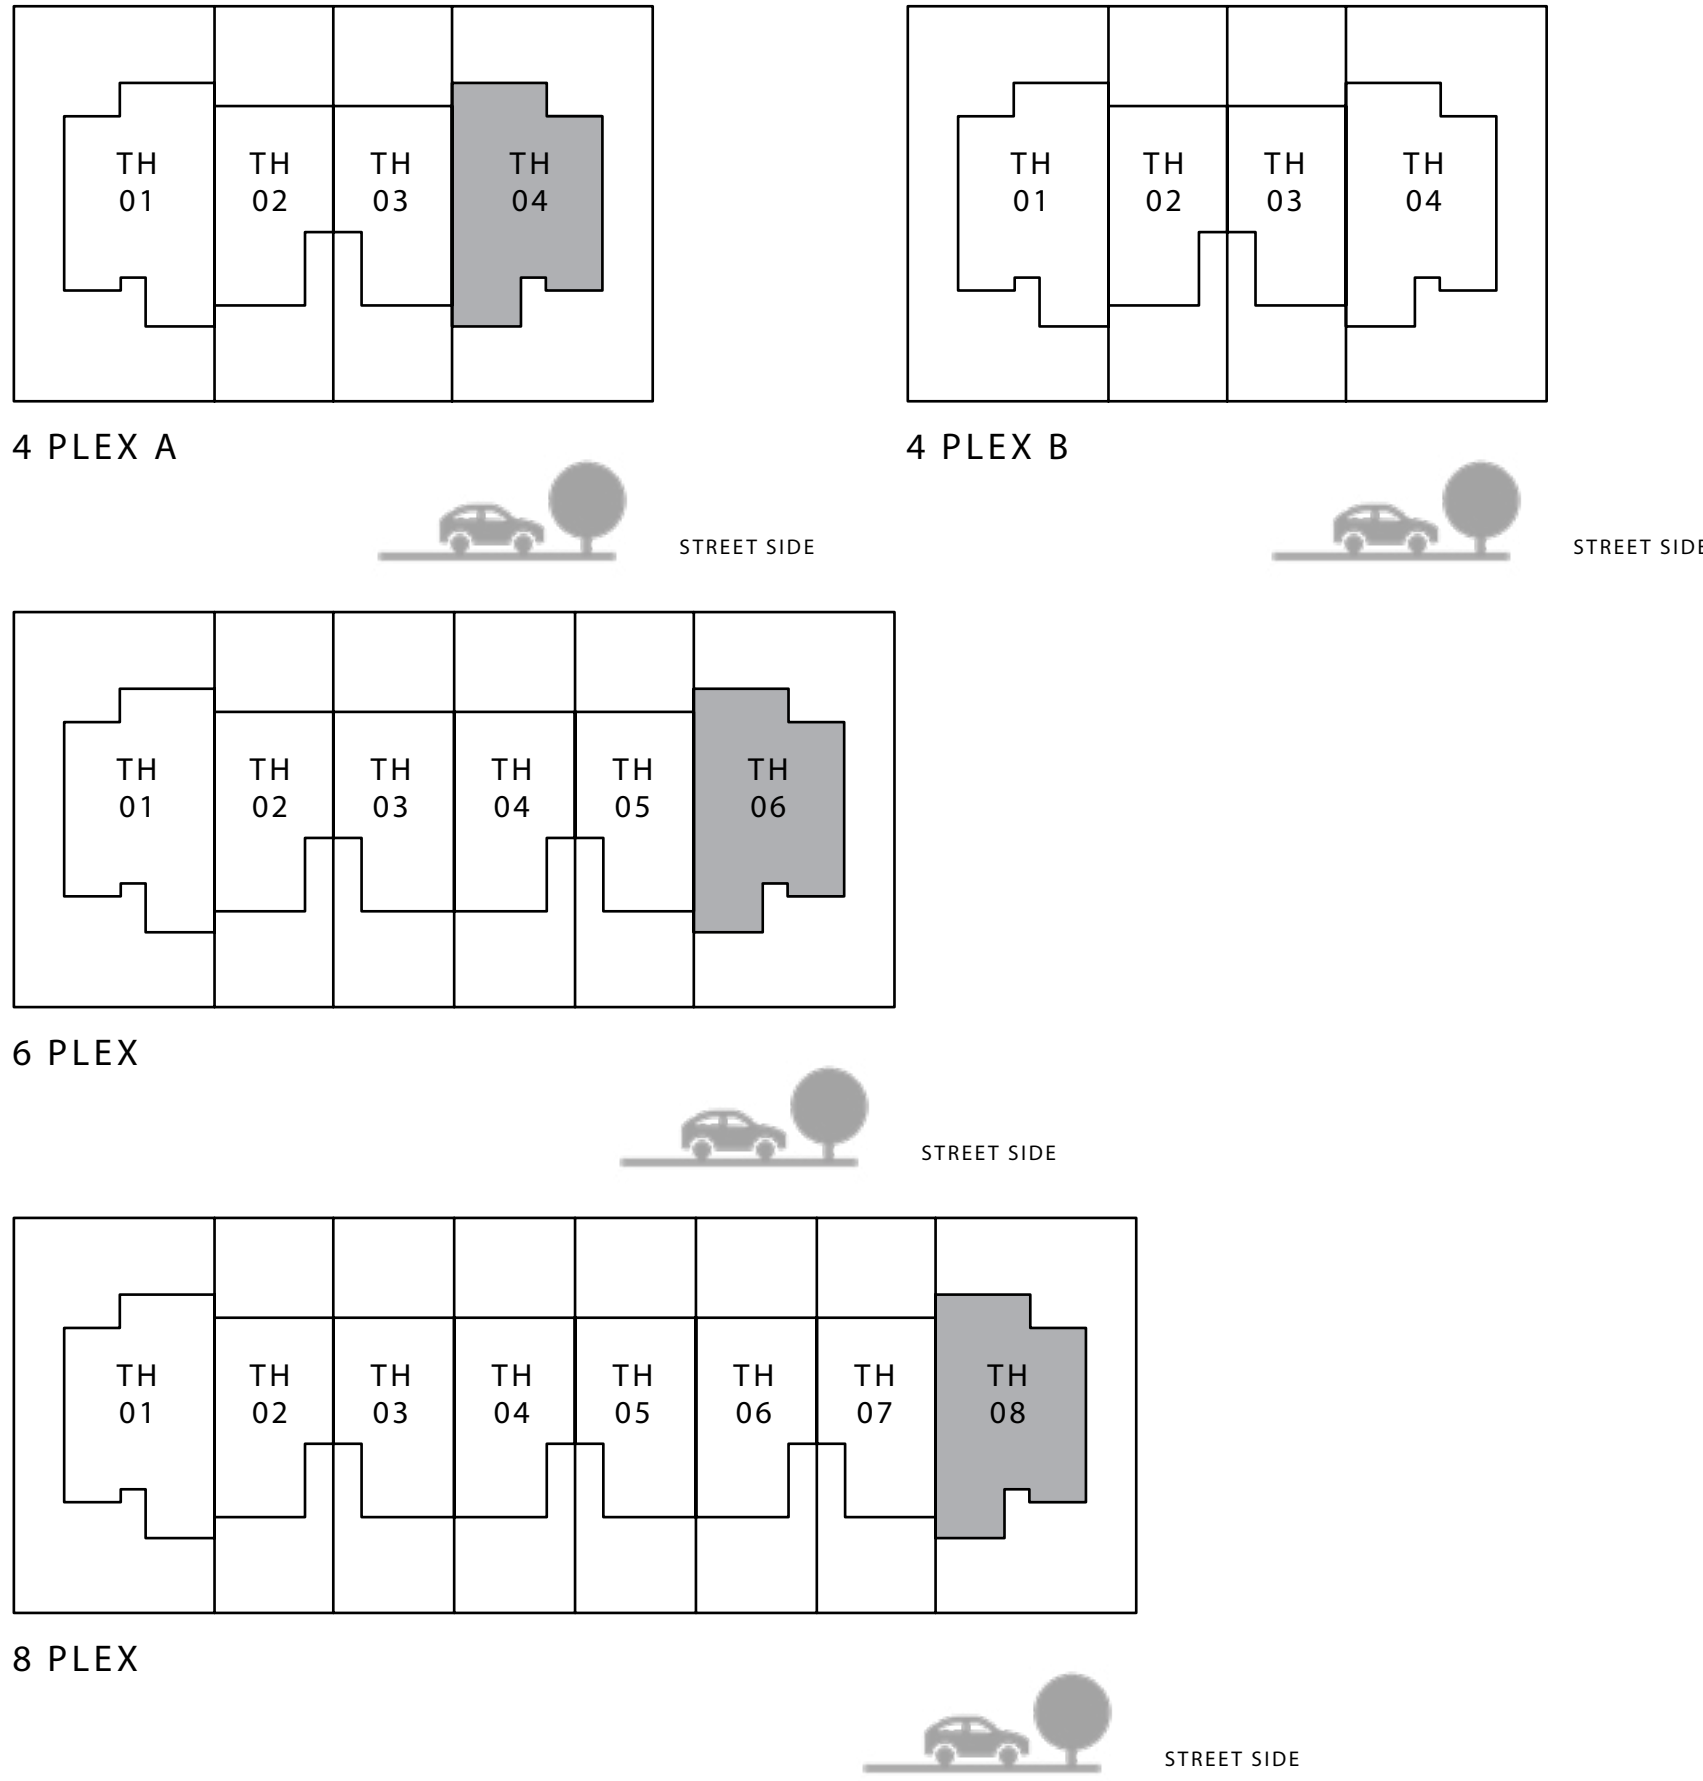 TH TH TH TH
01 02 03 04
4 PLEX A
STREET SIDE
TH TH TH TH
01 02 03 04
4 PLEX B
STREET SIDE
TH TH TH TH TH TH
01 02 03 04 05 06
6 PLEX
STREET SIDE
TH TH TH TH TH TH TH TH
01 02 03 04 05 06 07 08
8 PLEX
STREET SIDE